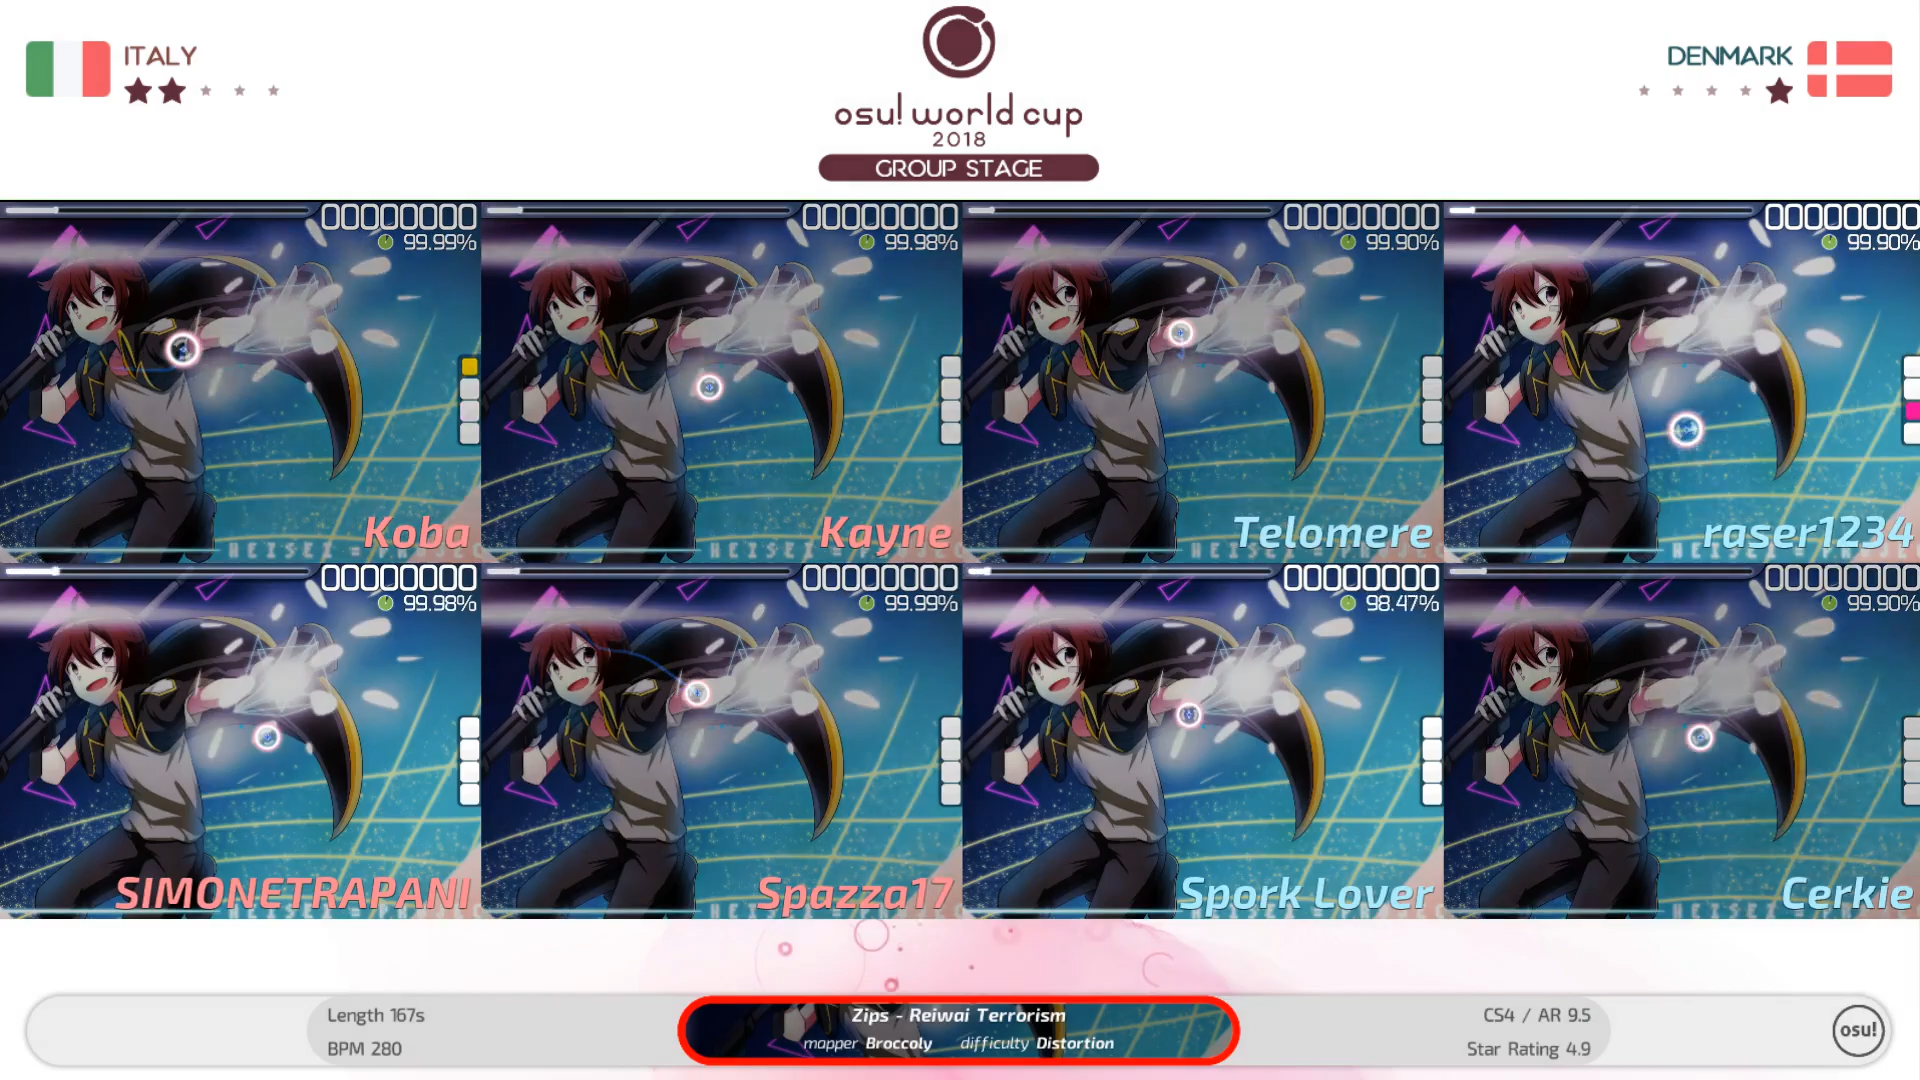 ITALY
DENMARK
osu! world cup
2018
GROUP STAGE
00000000
99.99%
00000000
99.98%
00000000
99.90%
00000000
99.90%
Koba
Kayne
Telomere
raser1234
00000000
99.98%
00000000
99.99%
00000000
98.47%
00000000
99.90%
SIMONETRAPANI
Spazza17
Spork Lover
Cerkie
Length 167s
BPM 280
Zips - Reiwai Terrorism
mapper Broccoly difficulty Distortion
CS4 / AR 9.5
Star Rating 4.9
osu!